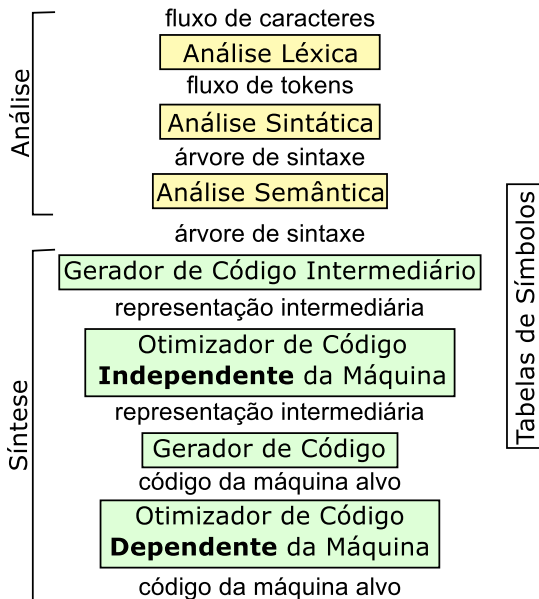 fluxo de caracteres
Análise Léxica
fluxo de tokens
Análise Sintática
árvore de sintaxe
Análise Semântica
árvore de sintaxe
Gerador de Código Intermediário
representação intermediária
Otimizador de Código
Independente da Máquina
representação intermediária
Gerador de Código
código da máquina alvo
Otimizador de Código
Dependente da Máquina
código da máquina alvo
Análise
Síntese
Tabelas de Símbolos